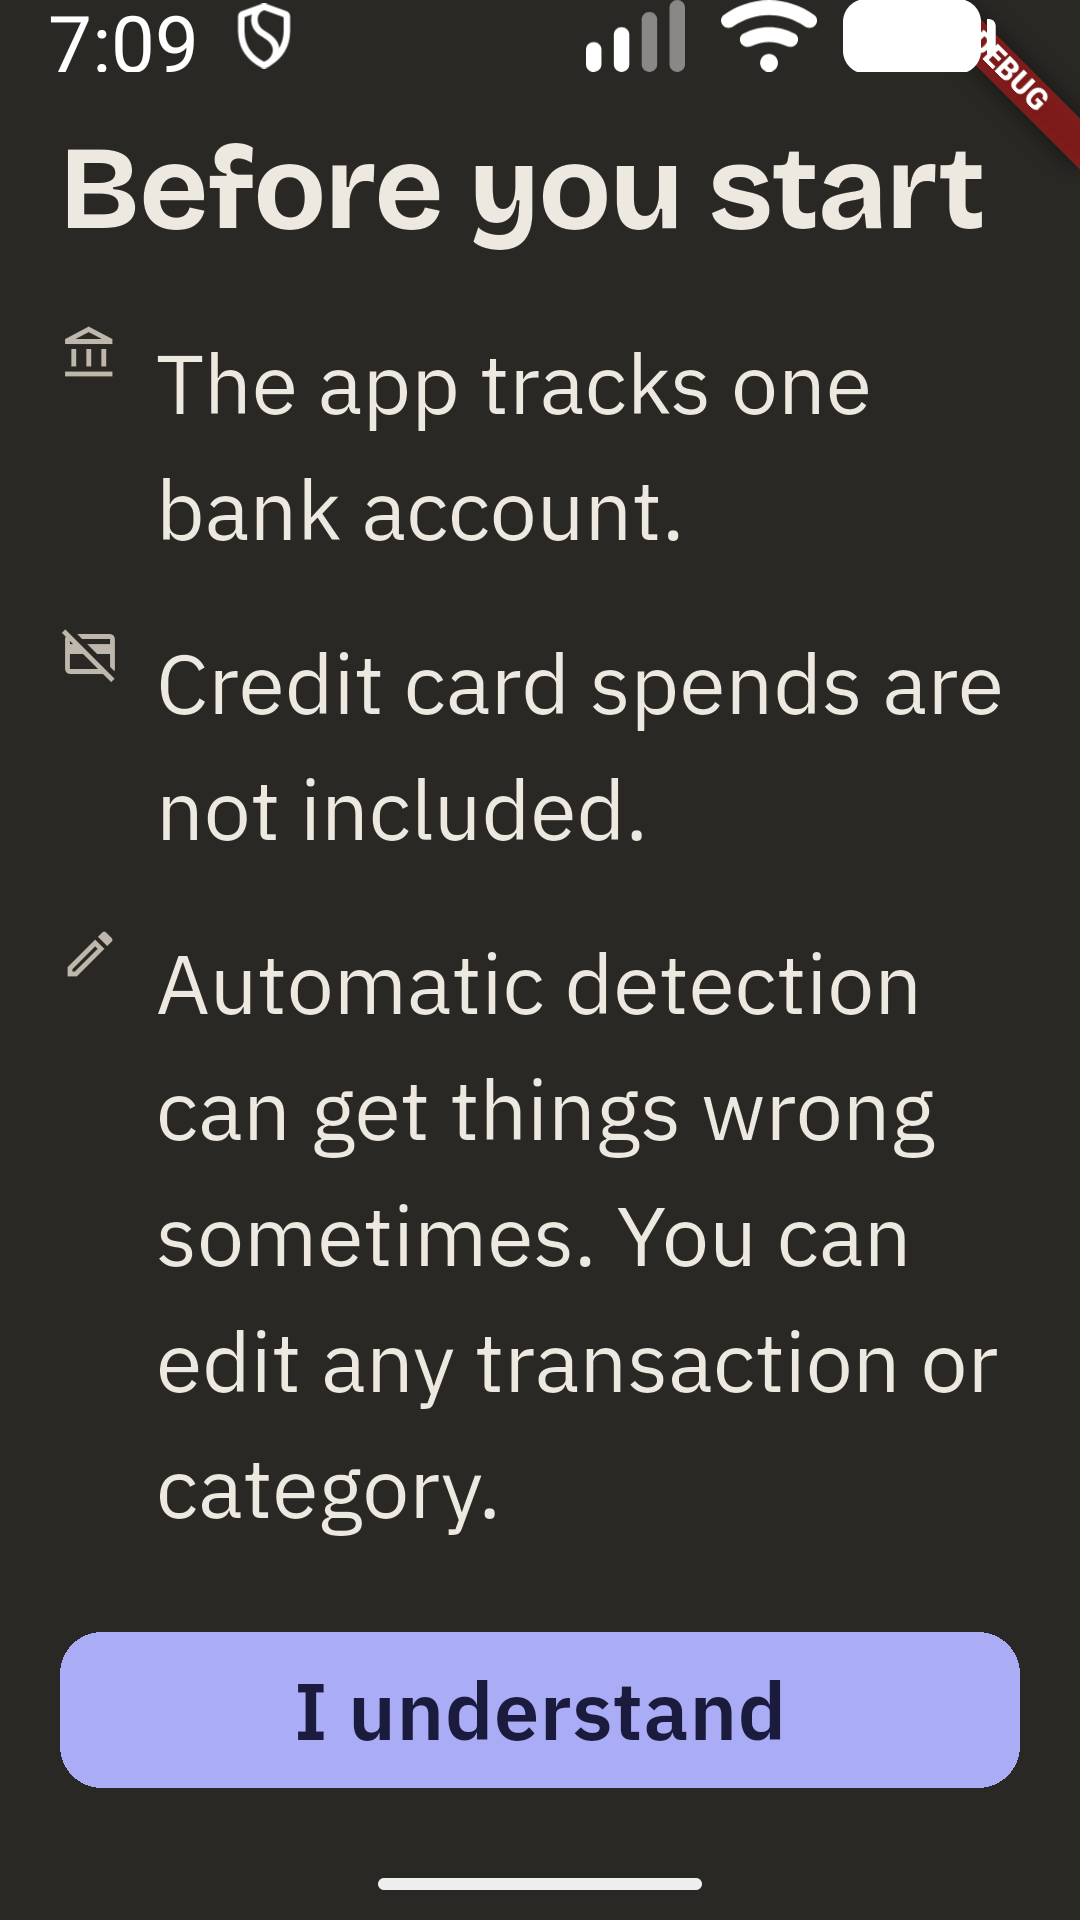 7:09
DEBUG
Before you start
The app tracks one
bank account.
Credit card spends are
not included.
Automatic detection
can get things wrong
sometimes. You can
edit any transaction or
category.
I understand